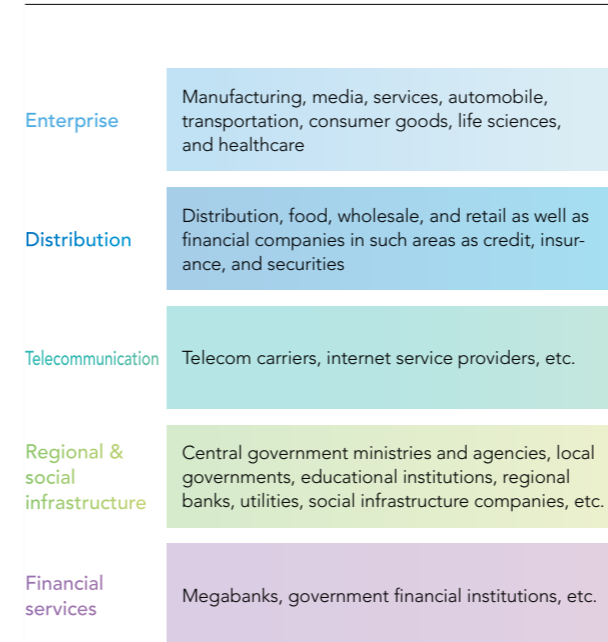 Enterprise
Manufacturing, media, services, automobile,
transportation, consumer goods, life sciences,
and healthcare
Distribution
Distribution, food, wholesale, and retail as well as
financial companies in such areas as credit, insur-
ance, and securities
Telecommunication
Telecom carriers, internet service providers, etc.
Regional &
social
infrastructure
Central government ministries and agencies, local
governments, educational institutions, regional
banks, utilities, social infrastructure companies, etc.
Financial
services
Megabanks, government financial institutions, etc.